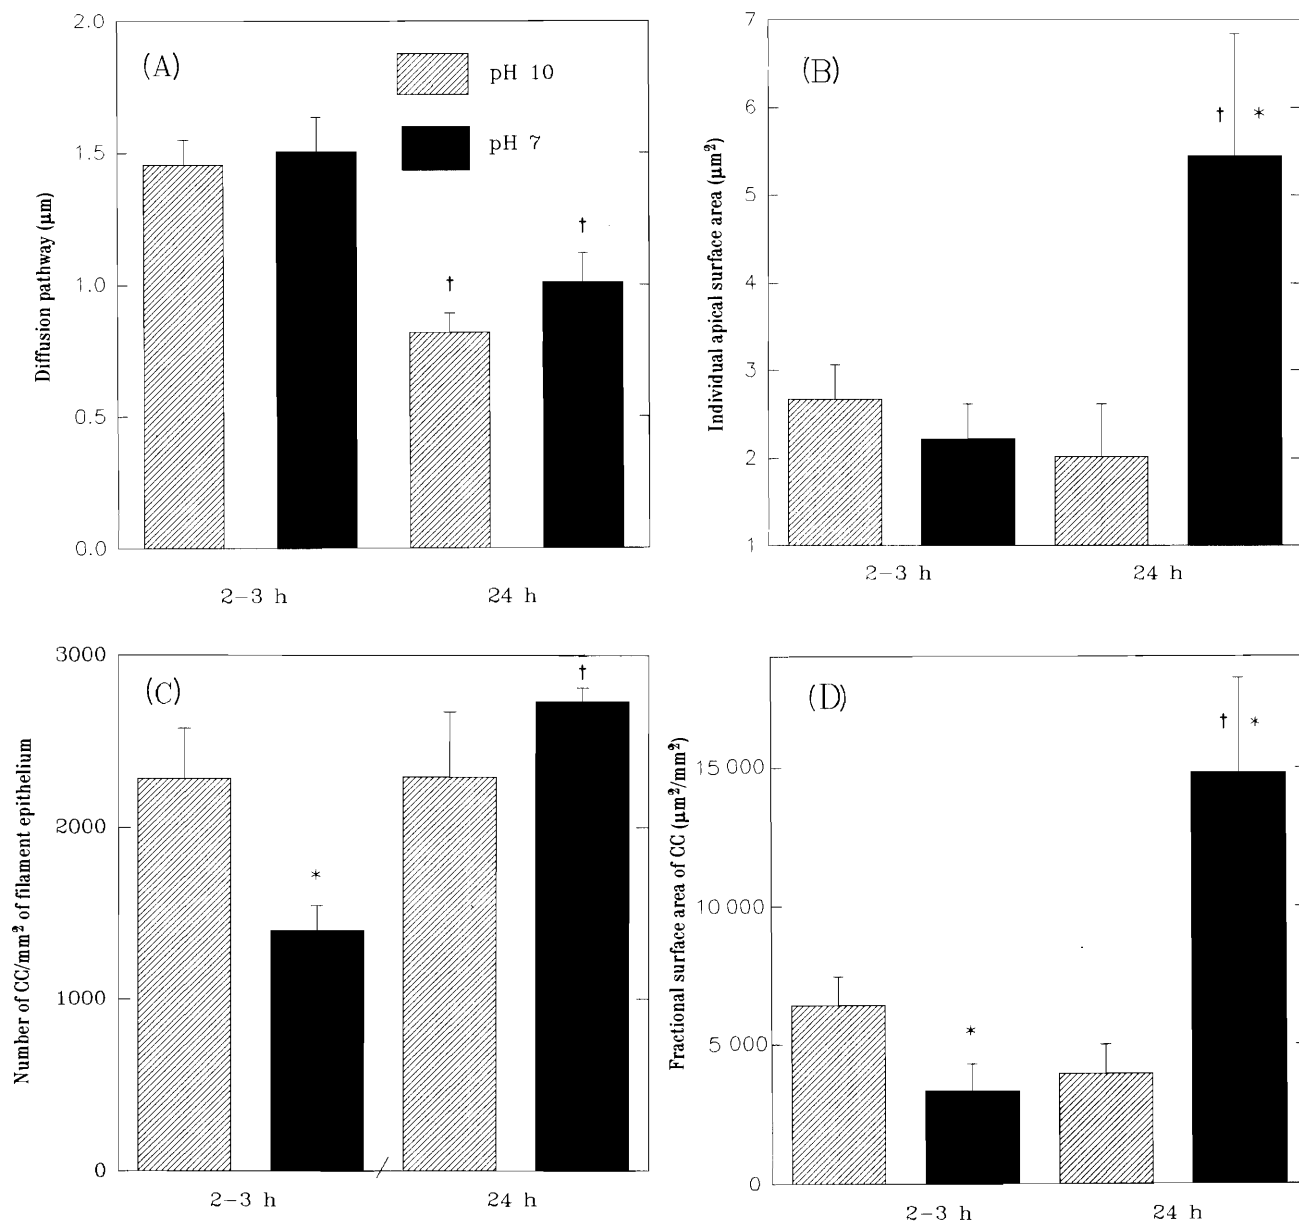 (A)
pH 10
pH 7
2.0
1.5
1.0
0.5
0.0
Diffusion pathway (μm)
†
†
2-3 h
24 h
(B)
7
6
5
4
3
2
1
Individual apical surface area (μm²)
† *
2-3 h
24 h
(C)
3000
2000
1000
0
Number of CC/mm² of filament epithelium
*
†
2-3 h
24 h
(D)
15 000
10 000
5 000
0
Fractional surface area of CC (μm²/mm²)
*
† *
2-3 h
24 h